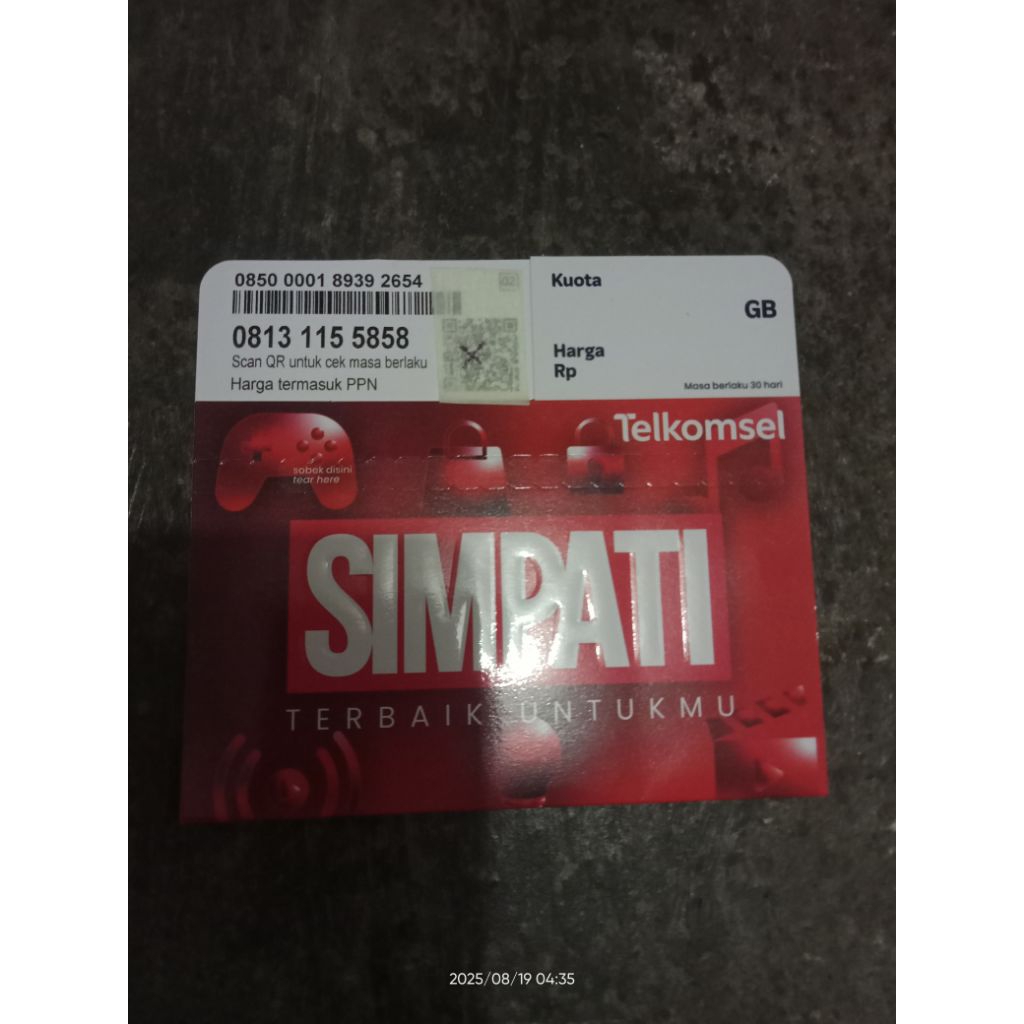 0850 0001 8939 2654
0813 115 5858
Scan QR untuk cek masa berlaku
Harga termasuk PPN
Kuota
GB
Harga
Rp
Masa berlaku 30 hari
Telkomsel
sobek disini
tear here
SIMPATI
TERBAIK UNTUKMU
2025/08/19 04:35